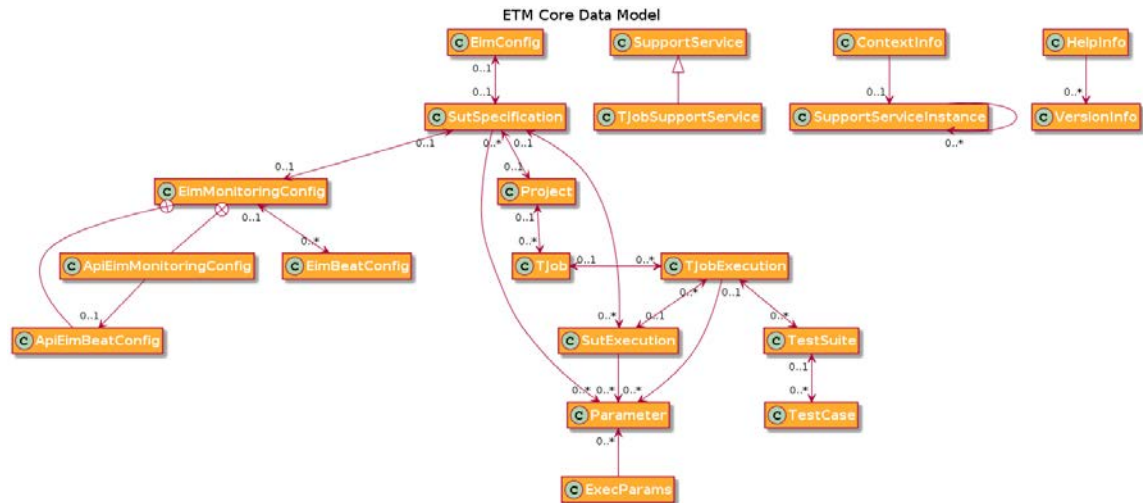 ETM Core Data Model
C EimConfig
C SupportService
C ContextInfo
C HelpInfo
0..1
0..1
0..1
0..*
C SutSpecification
C TJobSupportService
C SupportServiceInstance
C VersionInfo
0..1
0..*
0..1
0..*
0..1
0..1
C EimMonitoringConfig
C Project
0..1
0..1
0..*
0..*
C ApiEimMonitoringConfig
C EimBeatConfig
C TJob
0..1
0..*
C TJobExecution
0..*
0..1
0..1
0..*
0..1
0..*
C ApiEimBeatConfig
C SutExecution
C TestSuite
0..1
0..*
0..*
0..*
0..*
C Parameter
C TestCase
0..*
C ExecParams